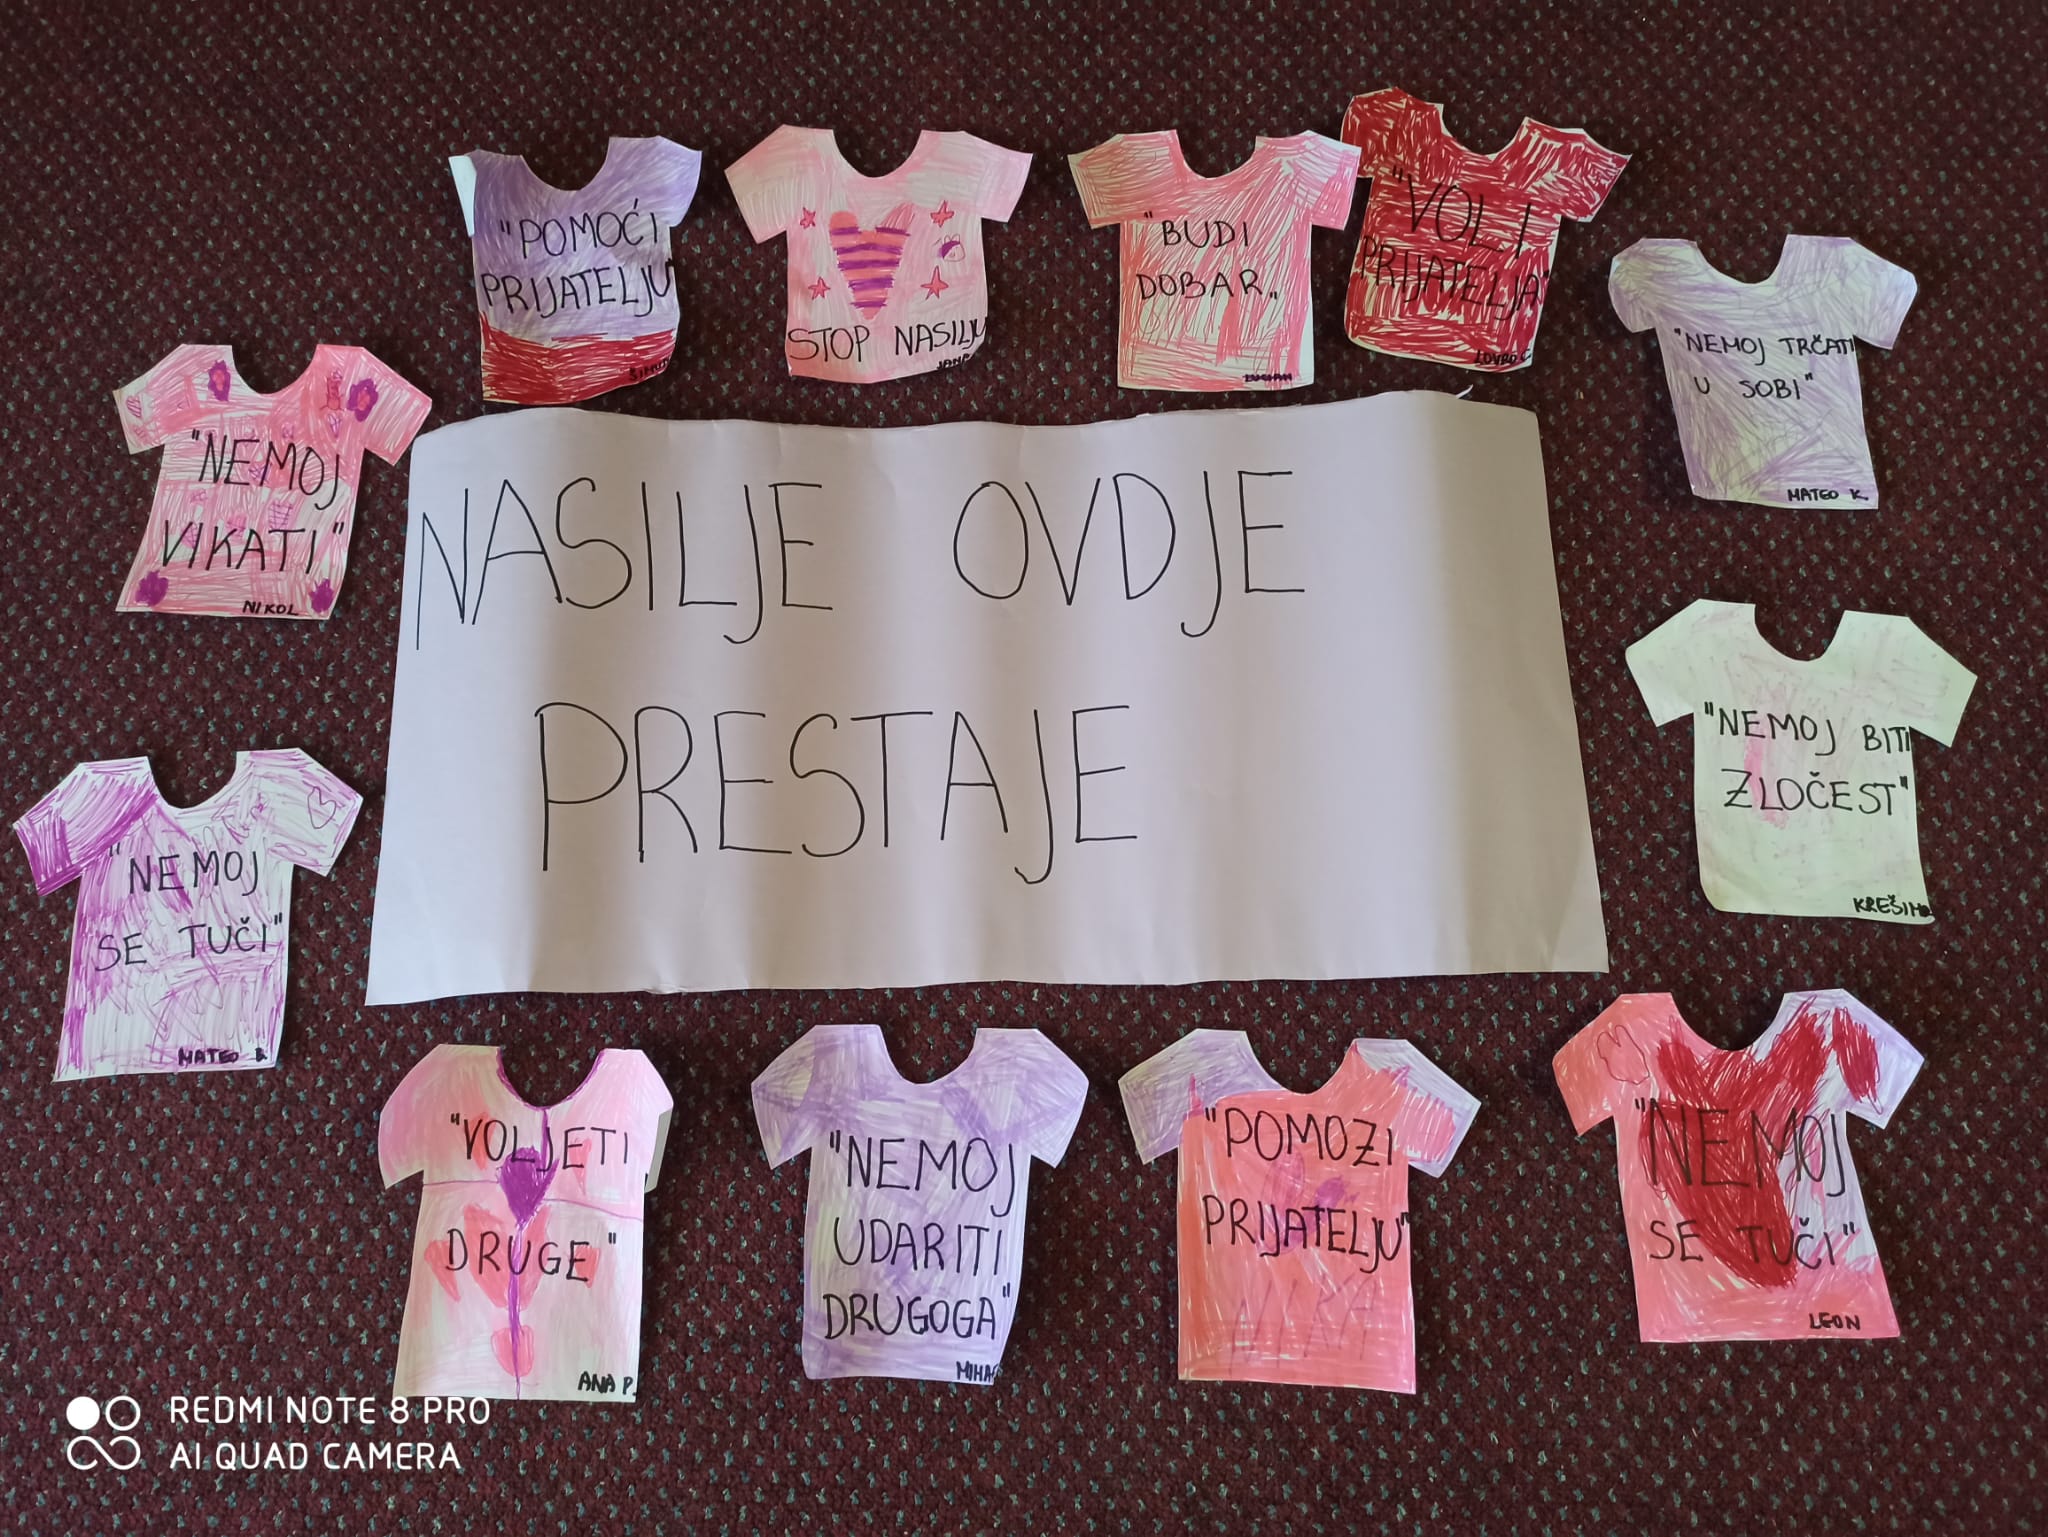 "POMOĆI
PRIJATELJU"
STOP NASILJU
"BUDI
DOBAR„
LUCIAN
"VOLI
PRIJATELJA"
LOVRO C.
"NEMOJ TRČATI
U SOBI"
MATEO K.
"NEMOJ
VIKATI"
NIKOL
NASILJE OVDJE
PRESTAJE
"NEMOJ BITI
ZLOČEST"
"NEMOJ
SE TUČI"
MATEO B.
"VOLJETI
DRUGE"
ANA P.
"NEMOJ
UDARITI
DRUGOGA"
"POMOZI
PRIJATELJU"
NIKA
"NEMOJ
SE TUČI"
LEON
REDMI NOTE 8 PRO
AI QUAD CAMERA